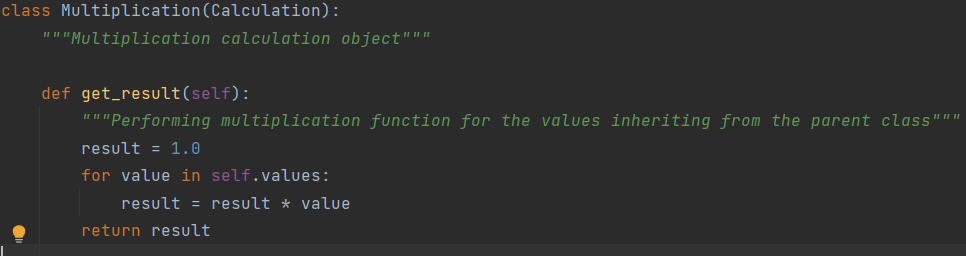 class Multiplication(Calculation):
    """Multiplication calculation object"""
    def get_result(self):
        """Performing multiplication function for the values inheriting from the parent class"""
        result = 1.0
        for value in self.values:
            result = result * value
        return result